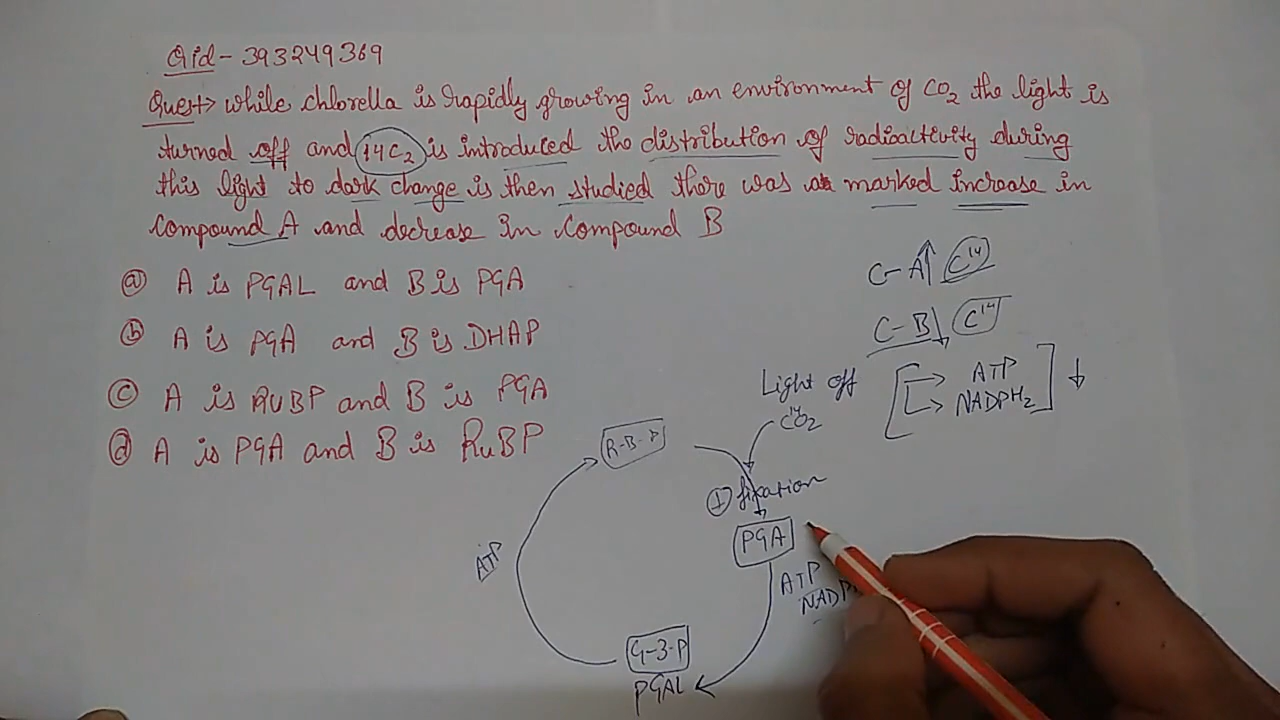 Qid - 393249369
Quest> while chlorella is rapidly growing in an environment of CO2 the light is
turned off and 14C2 is introduced the distribution of radioactivity during
this light to dark change is then studied there was a marked increase in
compound A and decrease in compound B
(a) A is PGAL and B is PGA
(b) A is PGA and B is DHAP
(c) A is RUBP and B is PGA
(d) A is PGA and B is RuBP
C-A↑ C14
C-B↓ C14
Light off
ATP
NADPH2 ↓
14CO2
R-B-P
① fixation
PGA
ATP
NADP
ATP
G-3-P
PGAL